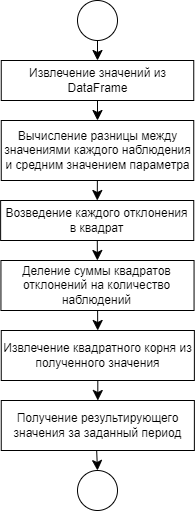 Извлечение значений из
DataFrame
Вычисление разницы между
значениями каждого наблюдения
и средним значением параметра
Возведение каждого отклонения
в квадрат
Деление суммы квадратов
отклонений на количество
наблюдений
Извлечение квадратного корня из
полученного значения
Получение результирующего
значения за заданный период